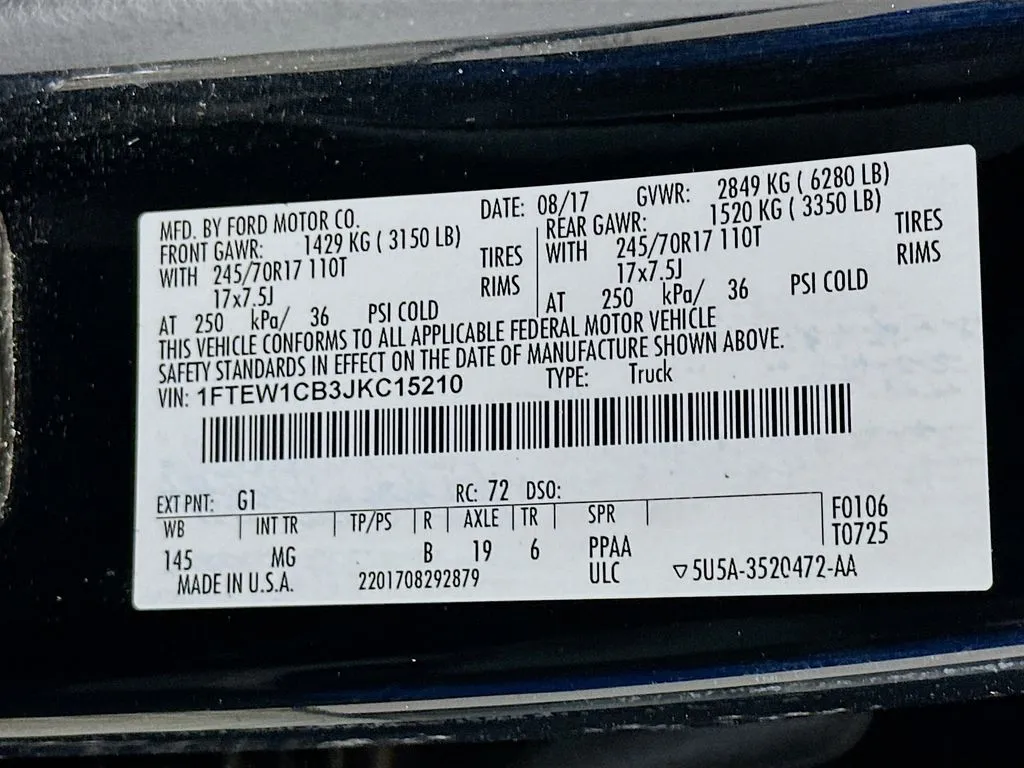 MFD. BY FORD MOTOR CO. DATE: 08/17 GVWR: 2849 KG ( 6280 LB)
FRONT GAWR: 1429 KG ( 3150 LB) REAR GAWR: 1520 KG ( 3350 LB)
WITH 245/70R17 110T TIRES WITH 245/70R17 110T TIRES
17x7.5J RIMS 17x7.5J RIMS
AT 250 kPa/ 36 PSI COLD AT 250 kPa/ 36 PSI COLD
THIS VEHICLE CONFORMS TO ALL APPLICABLE FEDERAL MOTOR VEHICLE
SAFETY STANDARDS IN EFFECT ON THE DATE OF MANUFACTURE SHOWN ABOVE.
VIN: 1FTEW1CB3JKC15210 TYPE: Truck
EXT PNT: G1 RC: 72 DSO:
WB INT TR TP/PS R AXLE TR SPR F0106
T0725
145 MG B 19 6 PPAA
MADE IN U.S.A. 2201708292879 ULC ▽5U5A-3520472-AA